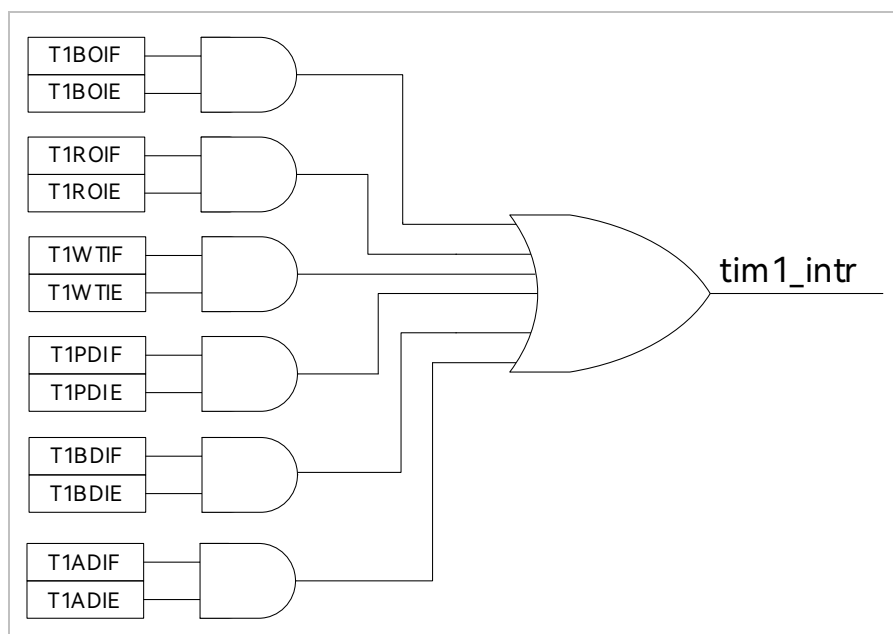 T1BOIF
T1BOIE
T1ROIF
T1ROIE
T1WTIF
T1WTIE
tim1_intr
T1PDIF
T1PDIE
T1BDIF
T1BDIE
T1ADIF
T1ADIE